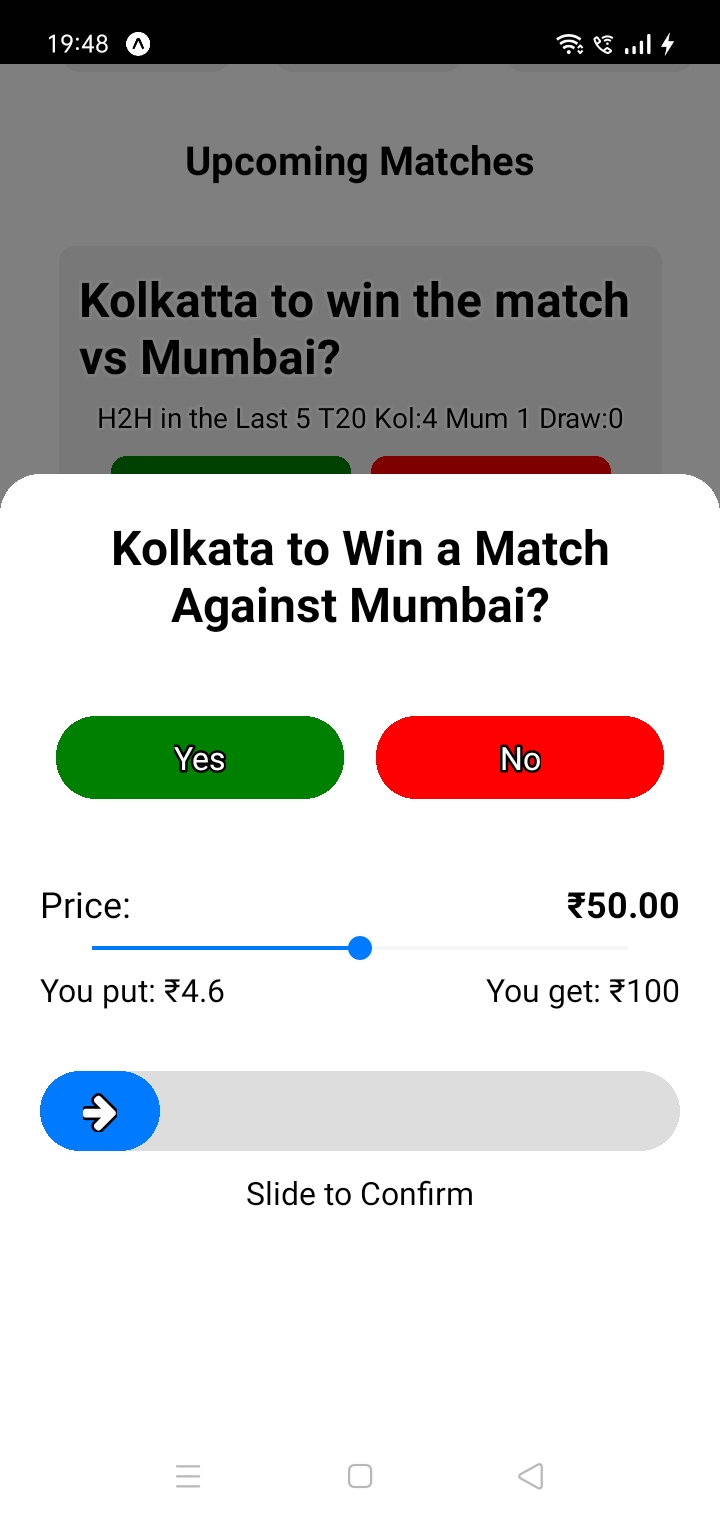 19:48
Upcoming Matches
Kolkatta to win the match
vs Mumbai?
H2H in the Last 5 T20 Kol:4 Mum 1 Draw:0
Kolkata to Win a Match
Against Mumbai?
Yes No
Price: ₹50.00
You put: ₹4.6 You get: ₹100
Slide to Confirm